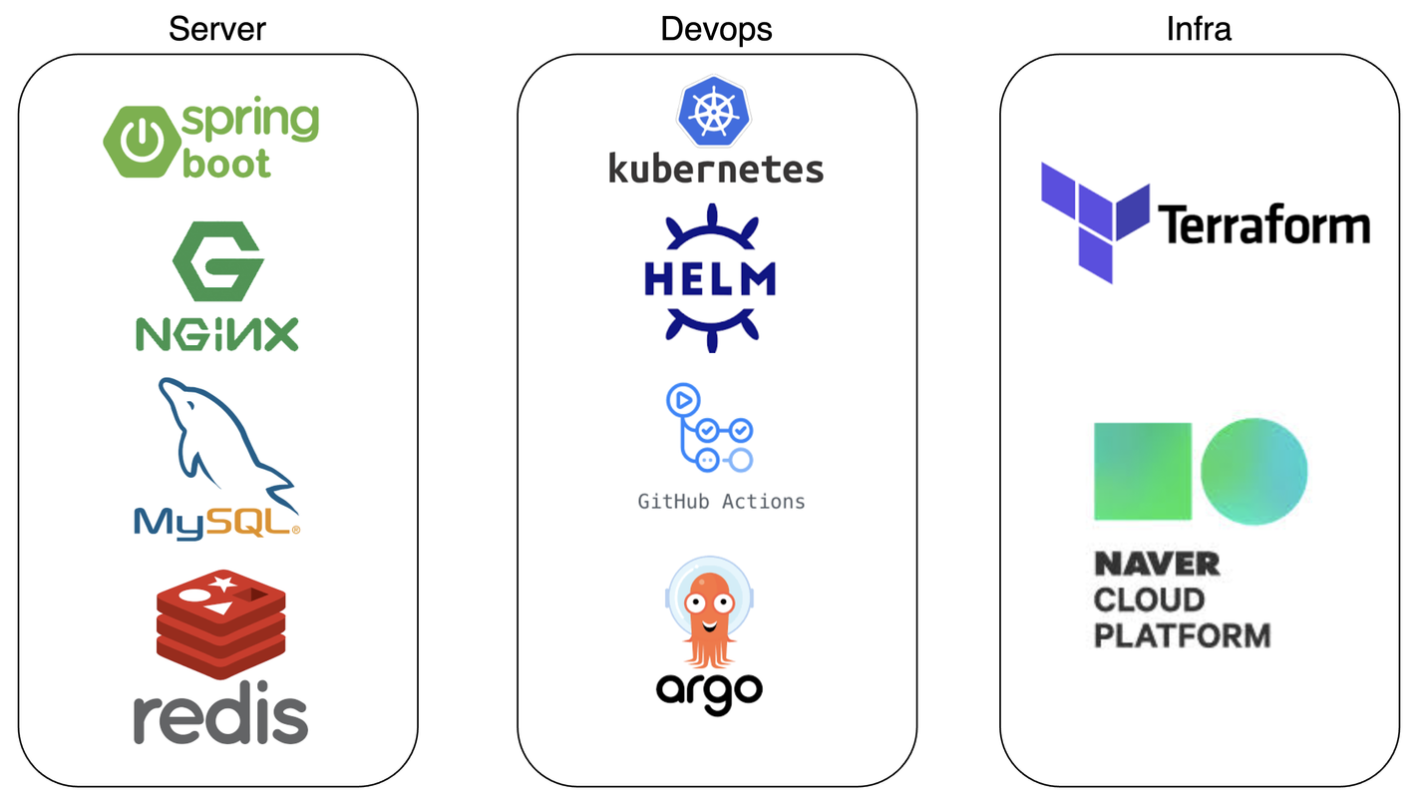 Server
spring
boot
NGiNX
MySQL®
redis
Devops
kubernetes
HELM
GitHub Actions
argo
Infra
Terraform
NAVER
CLOUD
PLATFORM